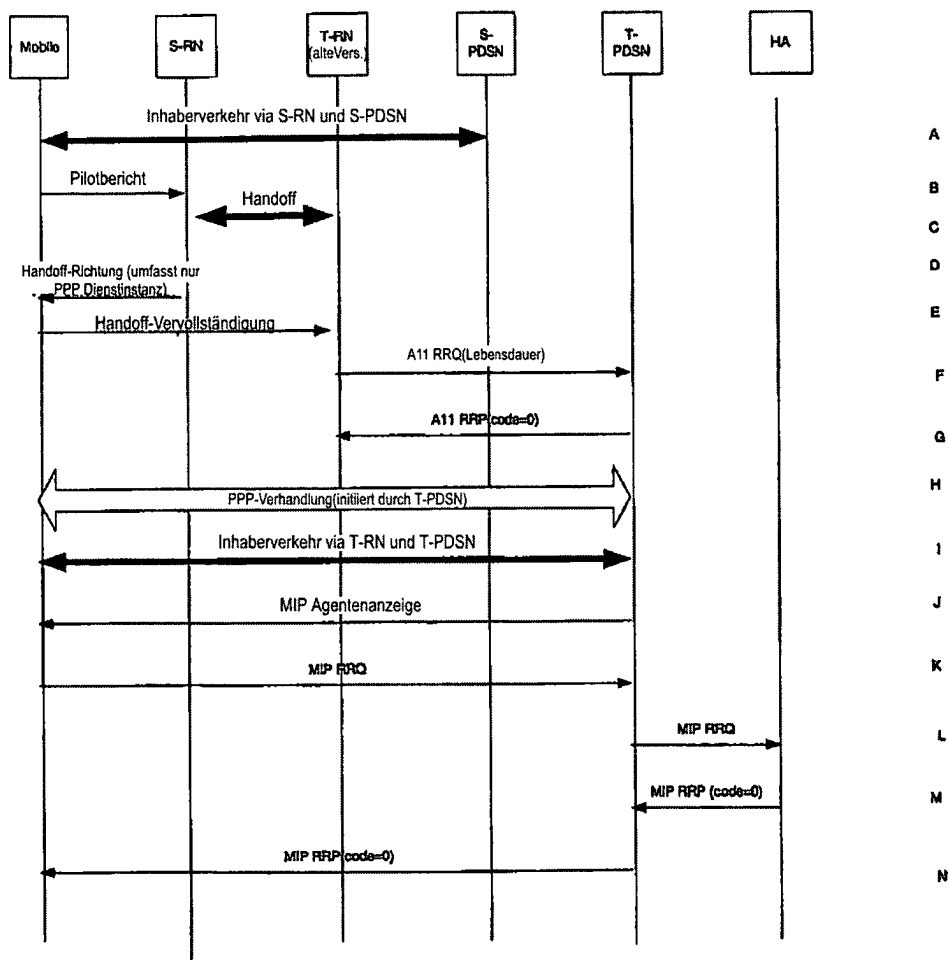 Mobile
S-RN
T-RN
(alteVers.)
S-
PDSN
T-
PDSN
HA
Inhaberverkehr via S-RN und S-PDSN
A
Pilotbericht
B
Handoff
C
Handoff-Richtung (umfasst nur
PPP Dienstinstanz)
D
Handoff-Vervollständigung
E
A11 RRQ(Lebensdauer)
F
A11 RRP(code=0)
G
PPP-Verhandlung(initiiert durch T-PDSN)
H
Inhaberverkehr via T-RN und T-PDSN
I
MIP Agentenanzeige
J
MIP RRQ
K
MIP RRQ
L
MIP RRP (code=0)
M
MIP RRP(code=0)
N